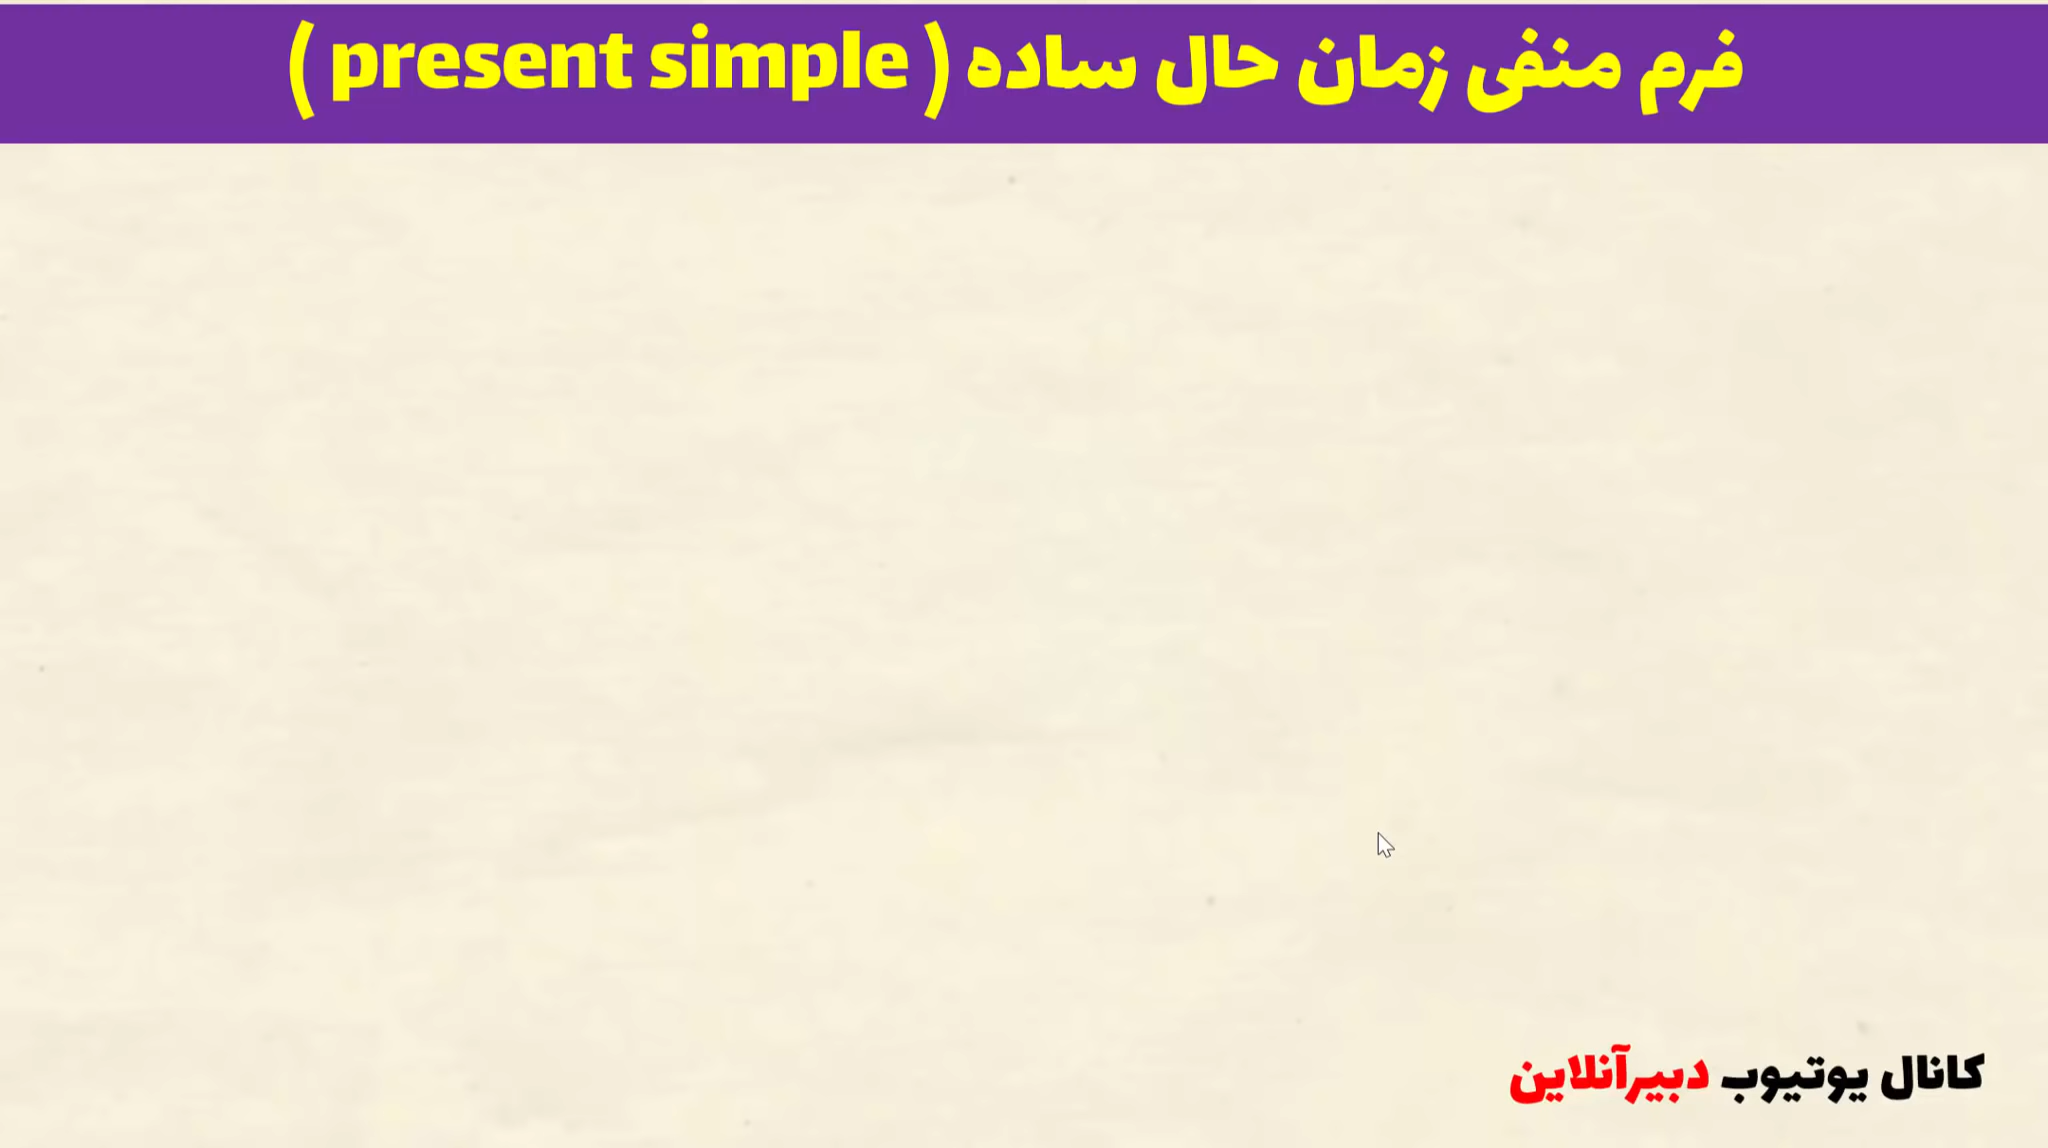 فرم منفی زمان حال ساده ( present simple )
کانال یوتیوب دبیرآنلاین